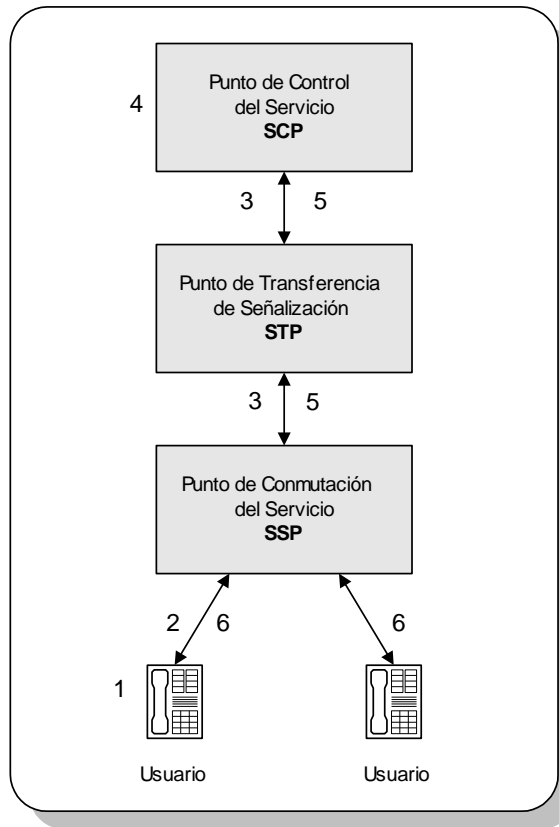 Punto de Control
del Servicio
SCP
4
3 5
Punto de Transferencia
de Señalización
STP
3 5
Punto de Conmutación
del Servicio
SSP
2 6
6
1
Usuario
Usuario